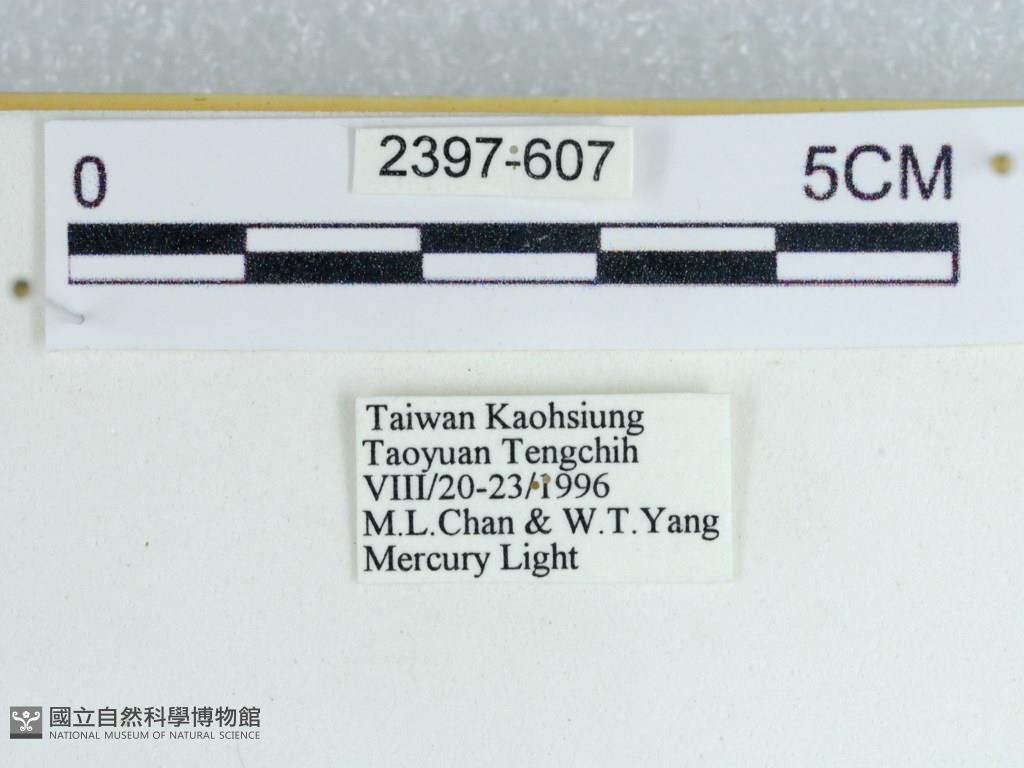 2397-607
0 5CM
Taiwan Kaohsiung
Taoyuan Tengchih
VIII/20-23/1996
M.L.Chan & W.T.Yang
Mercury Light
國立自然科學博物館
NATIONAL MUSEUM OF NATURAL SCIENCE